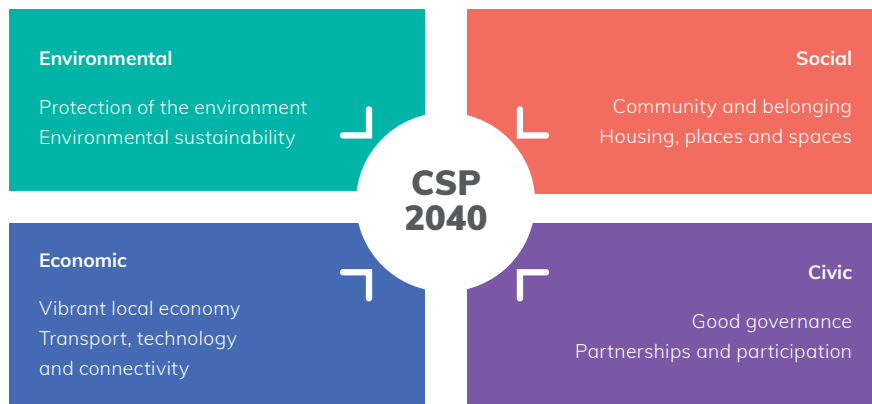 Environmental
Protection of the environment
Environmental sustainability
Social
Community and belonging
Housing, places and spaces
CSP
2040
Economic
Vibrant local economy
Transport, technology
and connectivity
Civic
Good governance
Partnerships and participation